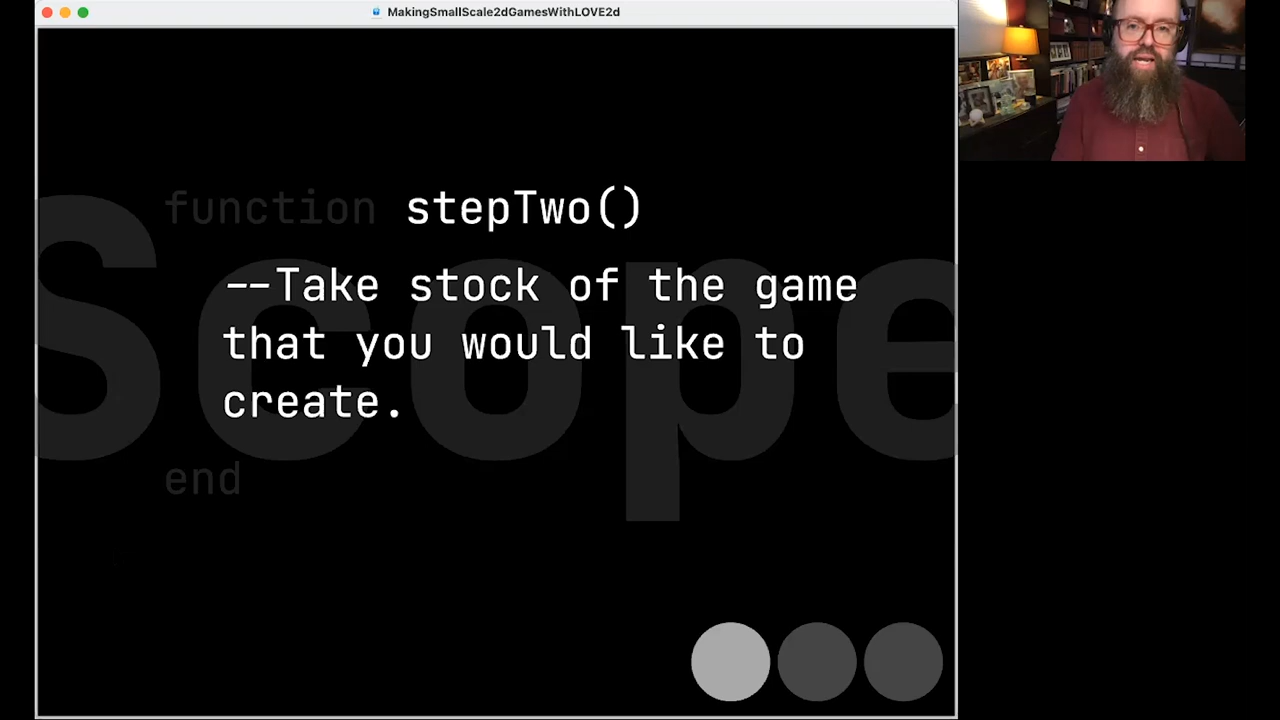 MakingSmallScale2dGamesWithLOVE2d
Scope
function stepTwo()
--Take stock of the game
that you would like to
create.
end